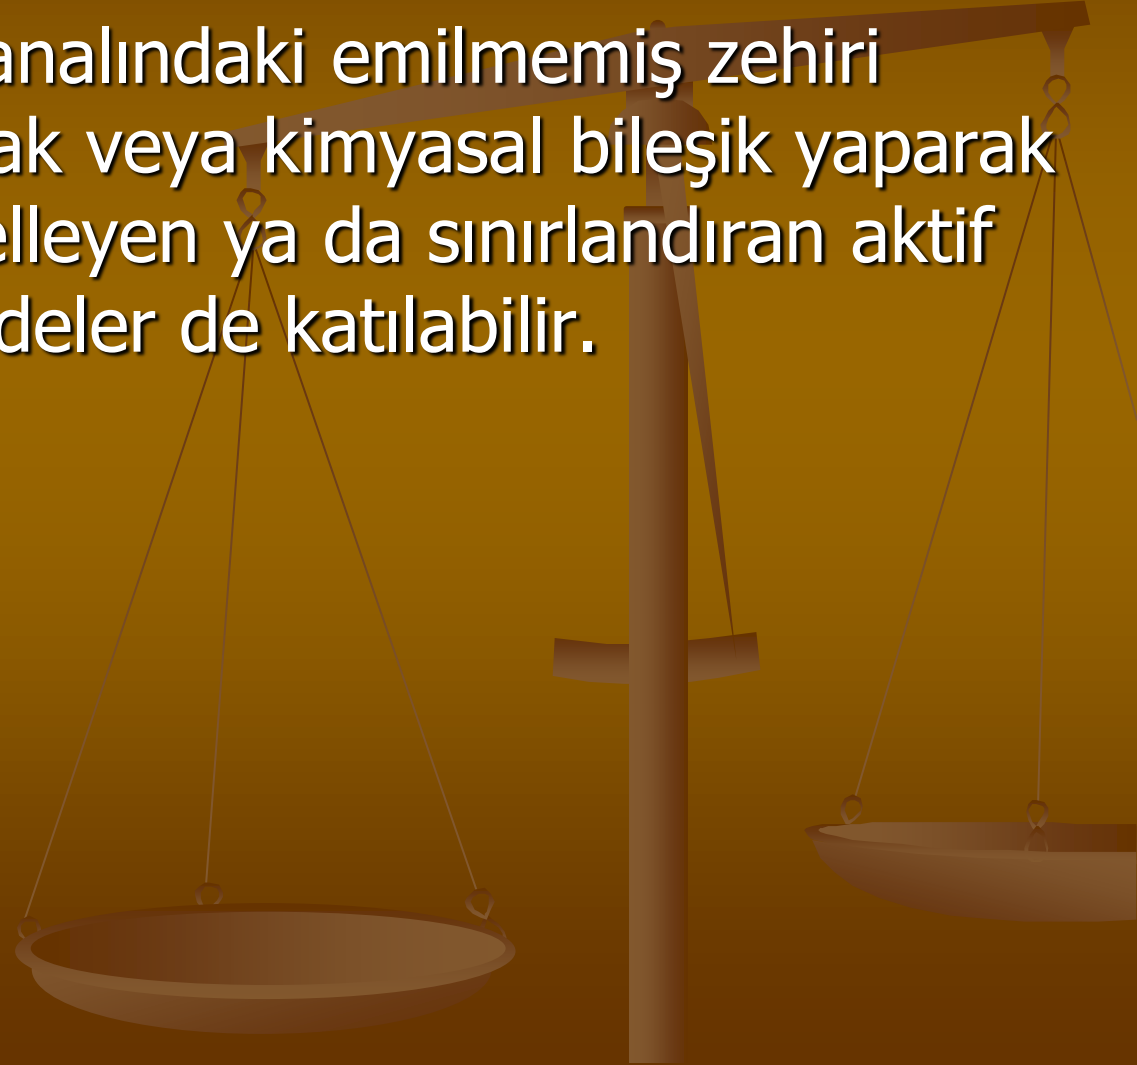 analındaki emilmemiş zehiri
ak veya kimyasal bileşik yaparak
elleyen ya da sınırlandıran aktif
deler de katılabilir.